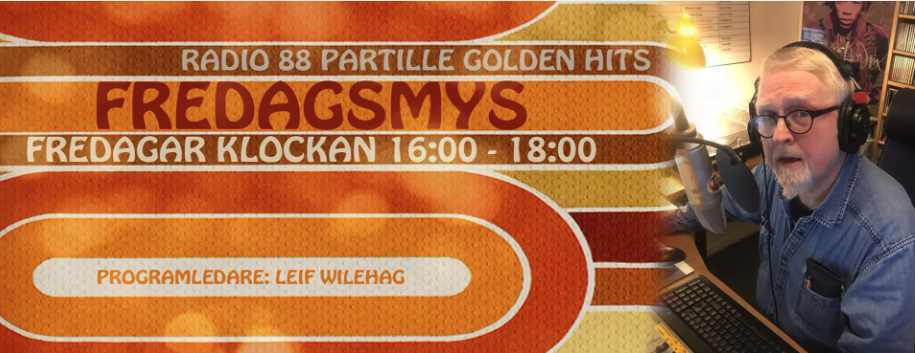 RADIO 88 PARTILLE GOLDEN HITS
FREDAGSMYS
FREDAGAR KLOCKAN 16:00 - 18:00
PROGRAMLEDARE: LEIF WILEHAG